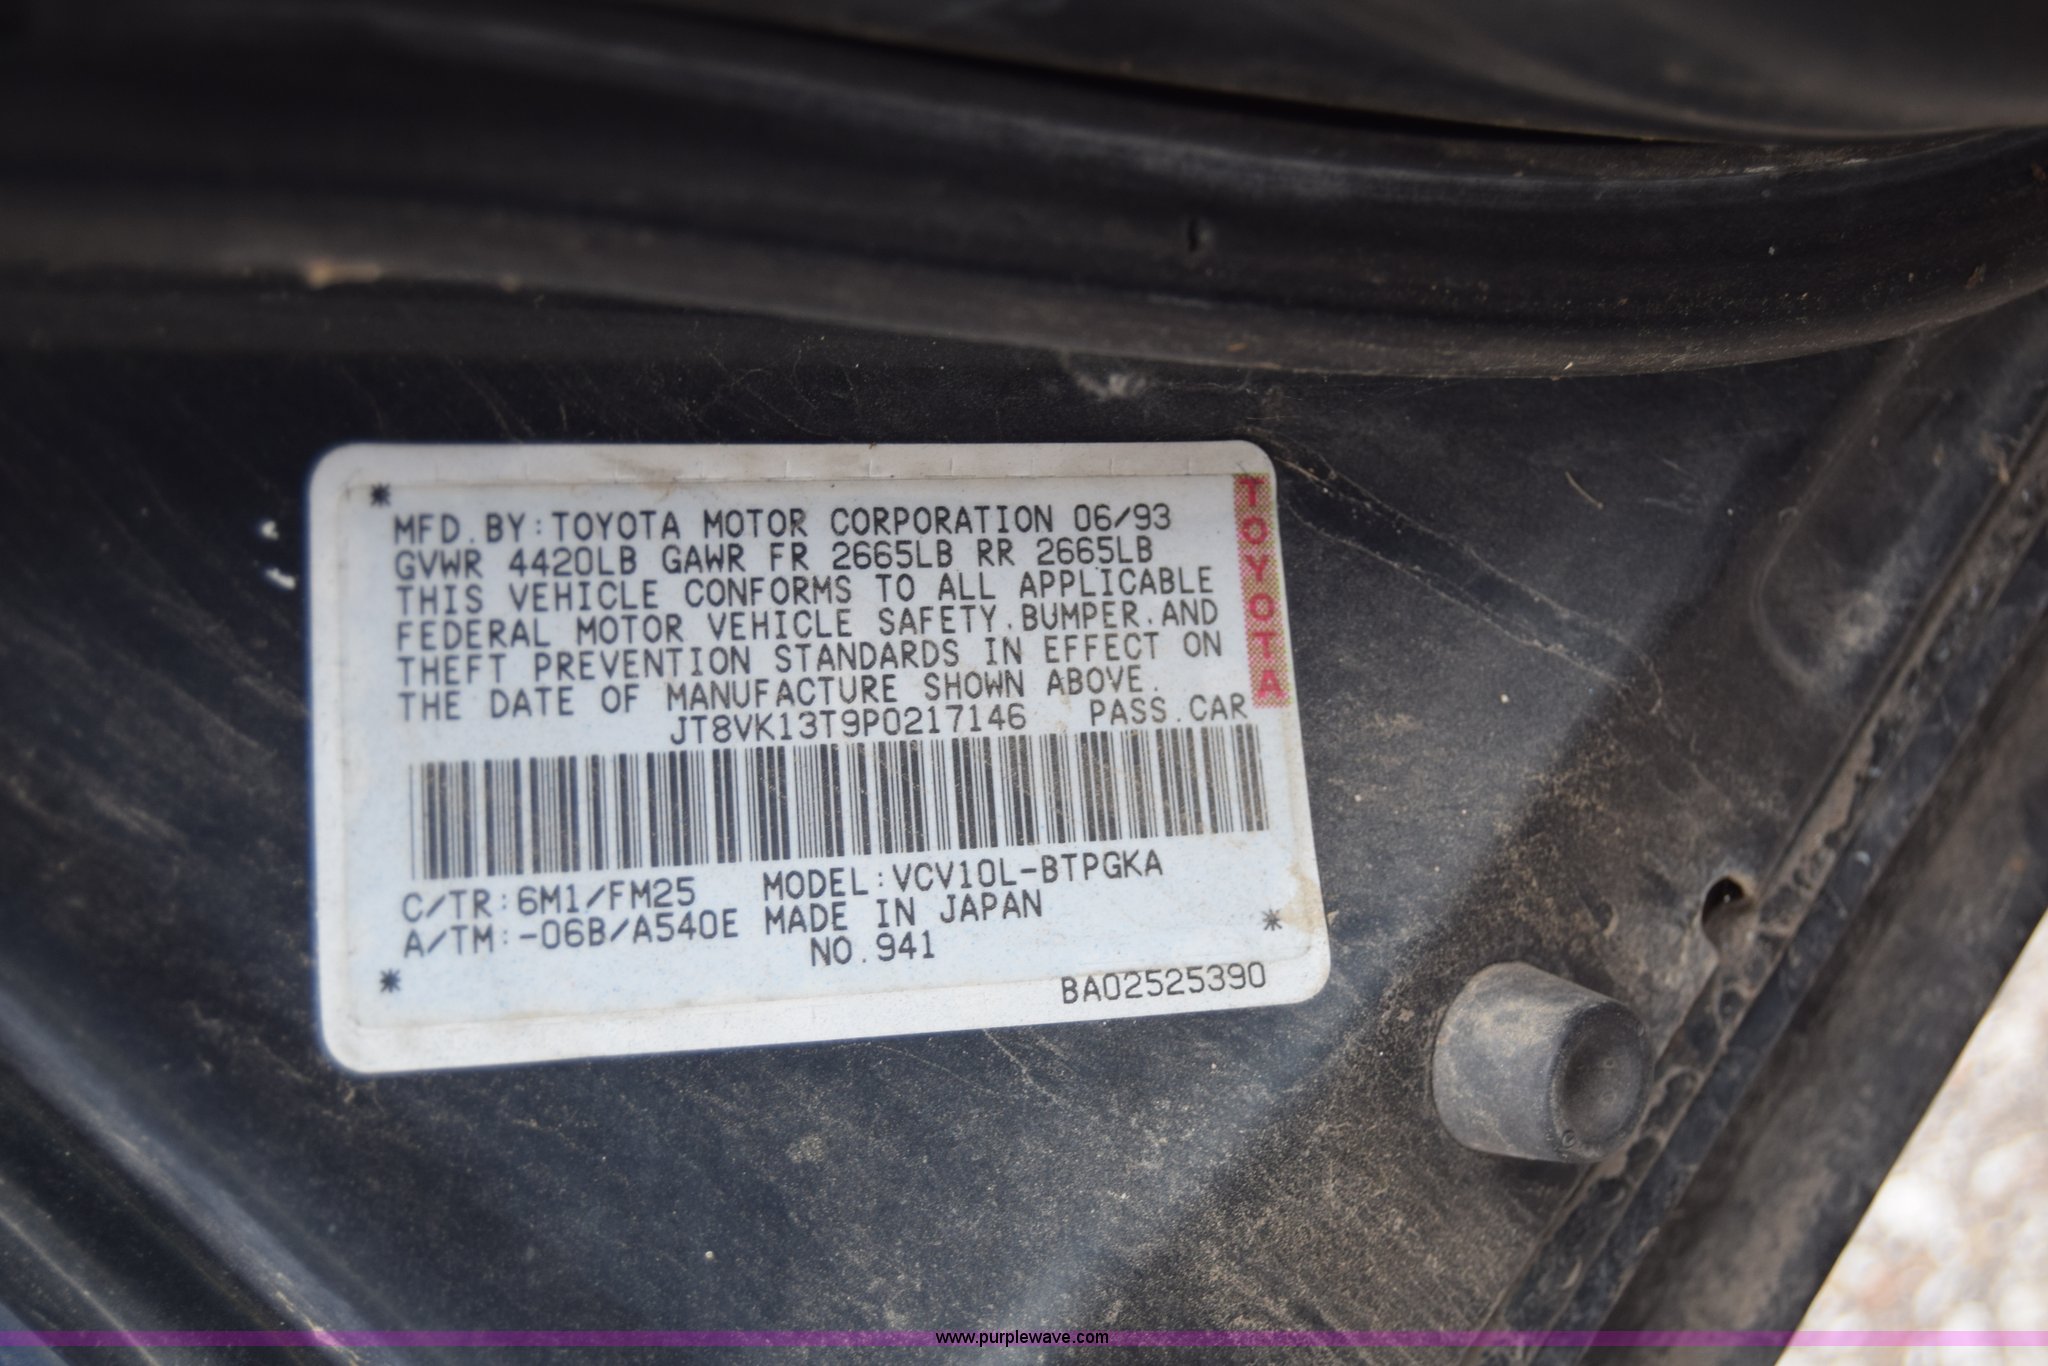 MFD. BY: TOYOTA MOTOR CORPORATION 06/93
GVWR 4420LB GAWR FR 2665LB RR 2665LB
THIS VEHICLE CONFORMS TO ALL APPLICABLE
FEDERAL MOTOR VEHICLE SAFETY, BUMPER, AND
THEFT PREVENTION STANDARDS IN EFFECT ON
THE DATE OF MANUFACTURE SHOWN ABOVE.
JT8VK13T9P0217146 PASS. CAR
TOYOTA
C/TR: 6M1/FM25 MODEL: VCV10L-BTPGKA
A/TM: -06B/A540E MADE IN JAPAN
NO. 941
BA02525390
www.purplewave.com